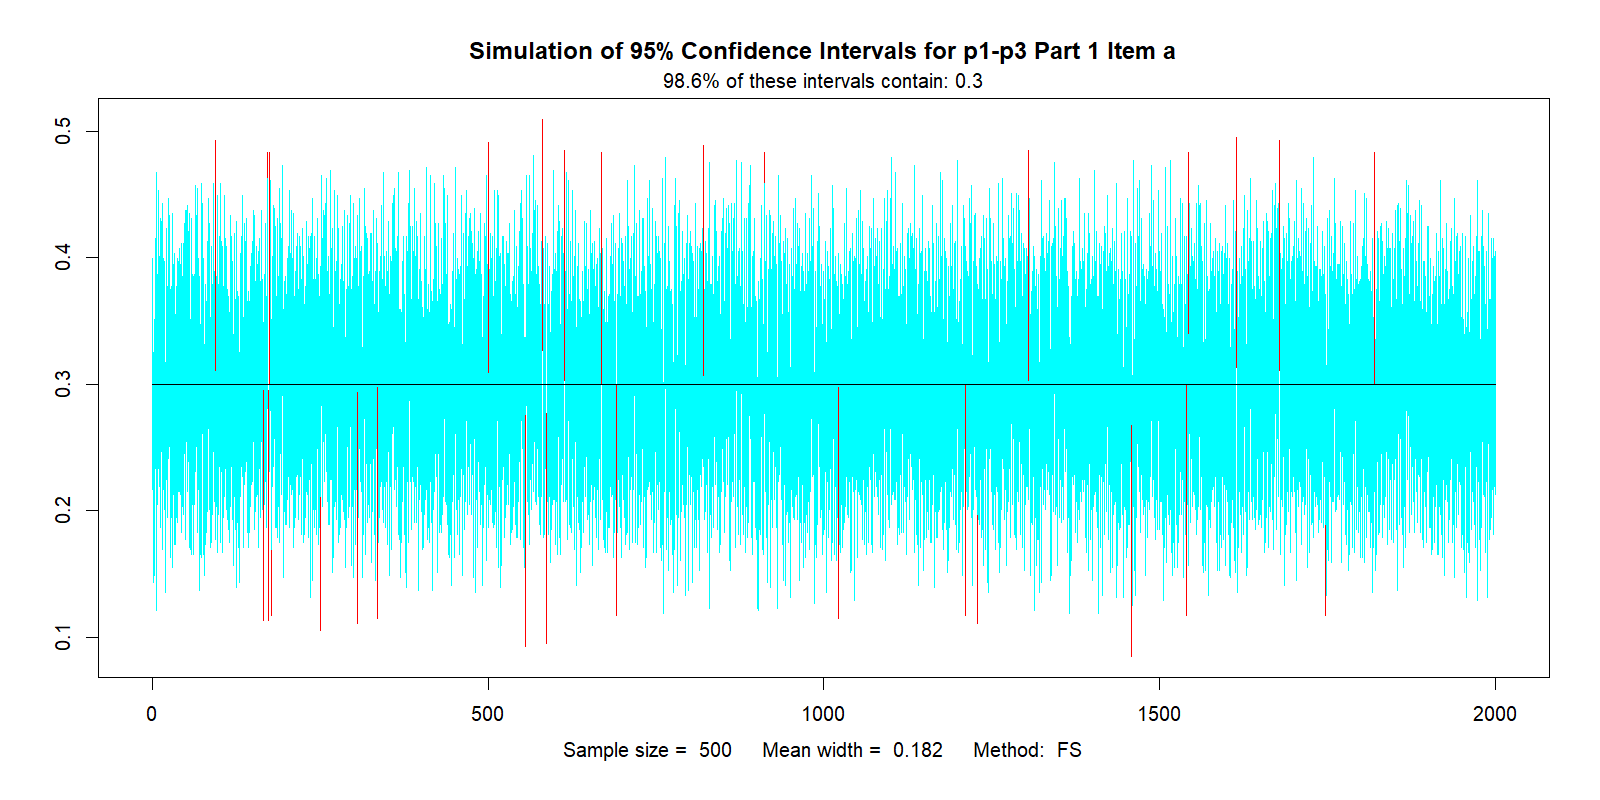 Simulation of 95% Confidence Intervals for p1-p3 Part 1 Item a
98.6% of these intervals contain: 0.3
0.5
0.4
0.3
0.2
0.1
0 500 1000 1500 2000
Sample size = 500 Mean width = 0.182 Method: FS